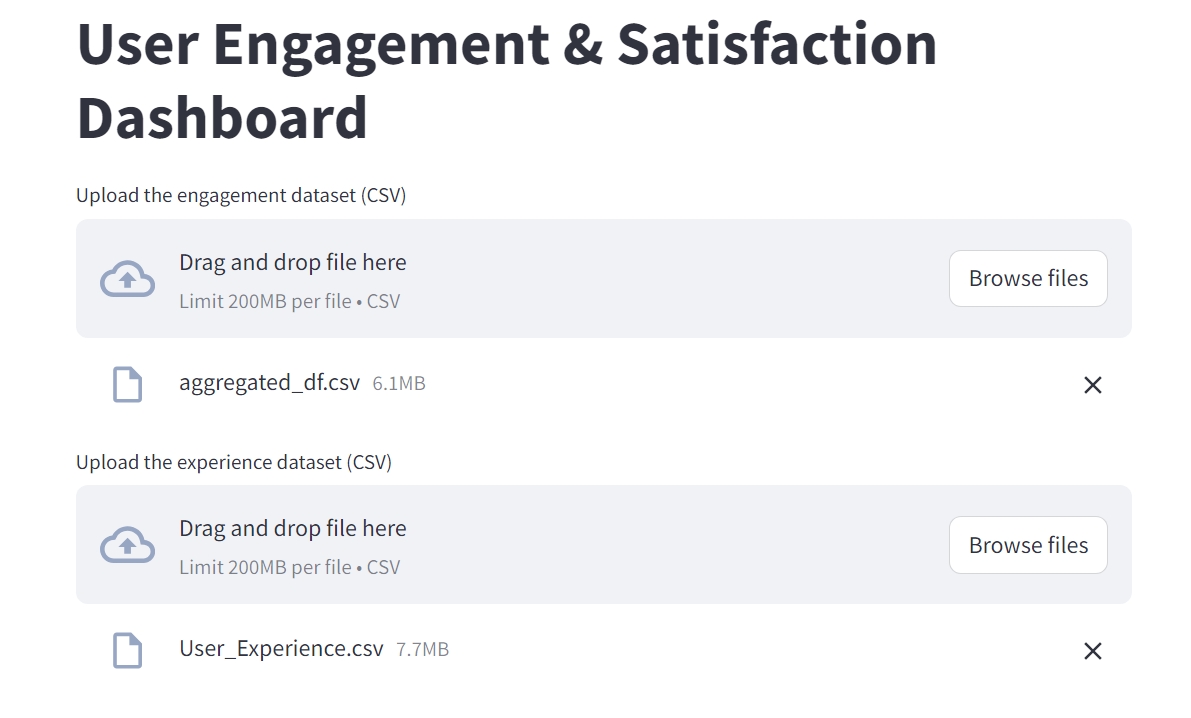 User Engagement & Satisfaction
Dashboard
Upload the engagement dataset (CSV)
Drag and drop file here
Limit 200MB per file • CSV
Browse files
aggregated_df.csv 6.1MB
Upload the experience dataset (CSV)
Drag and drop file here
Limit 200MB per file • CSV
Browse files
User_Experience.csv 7.7MB